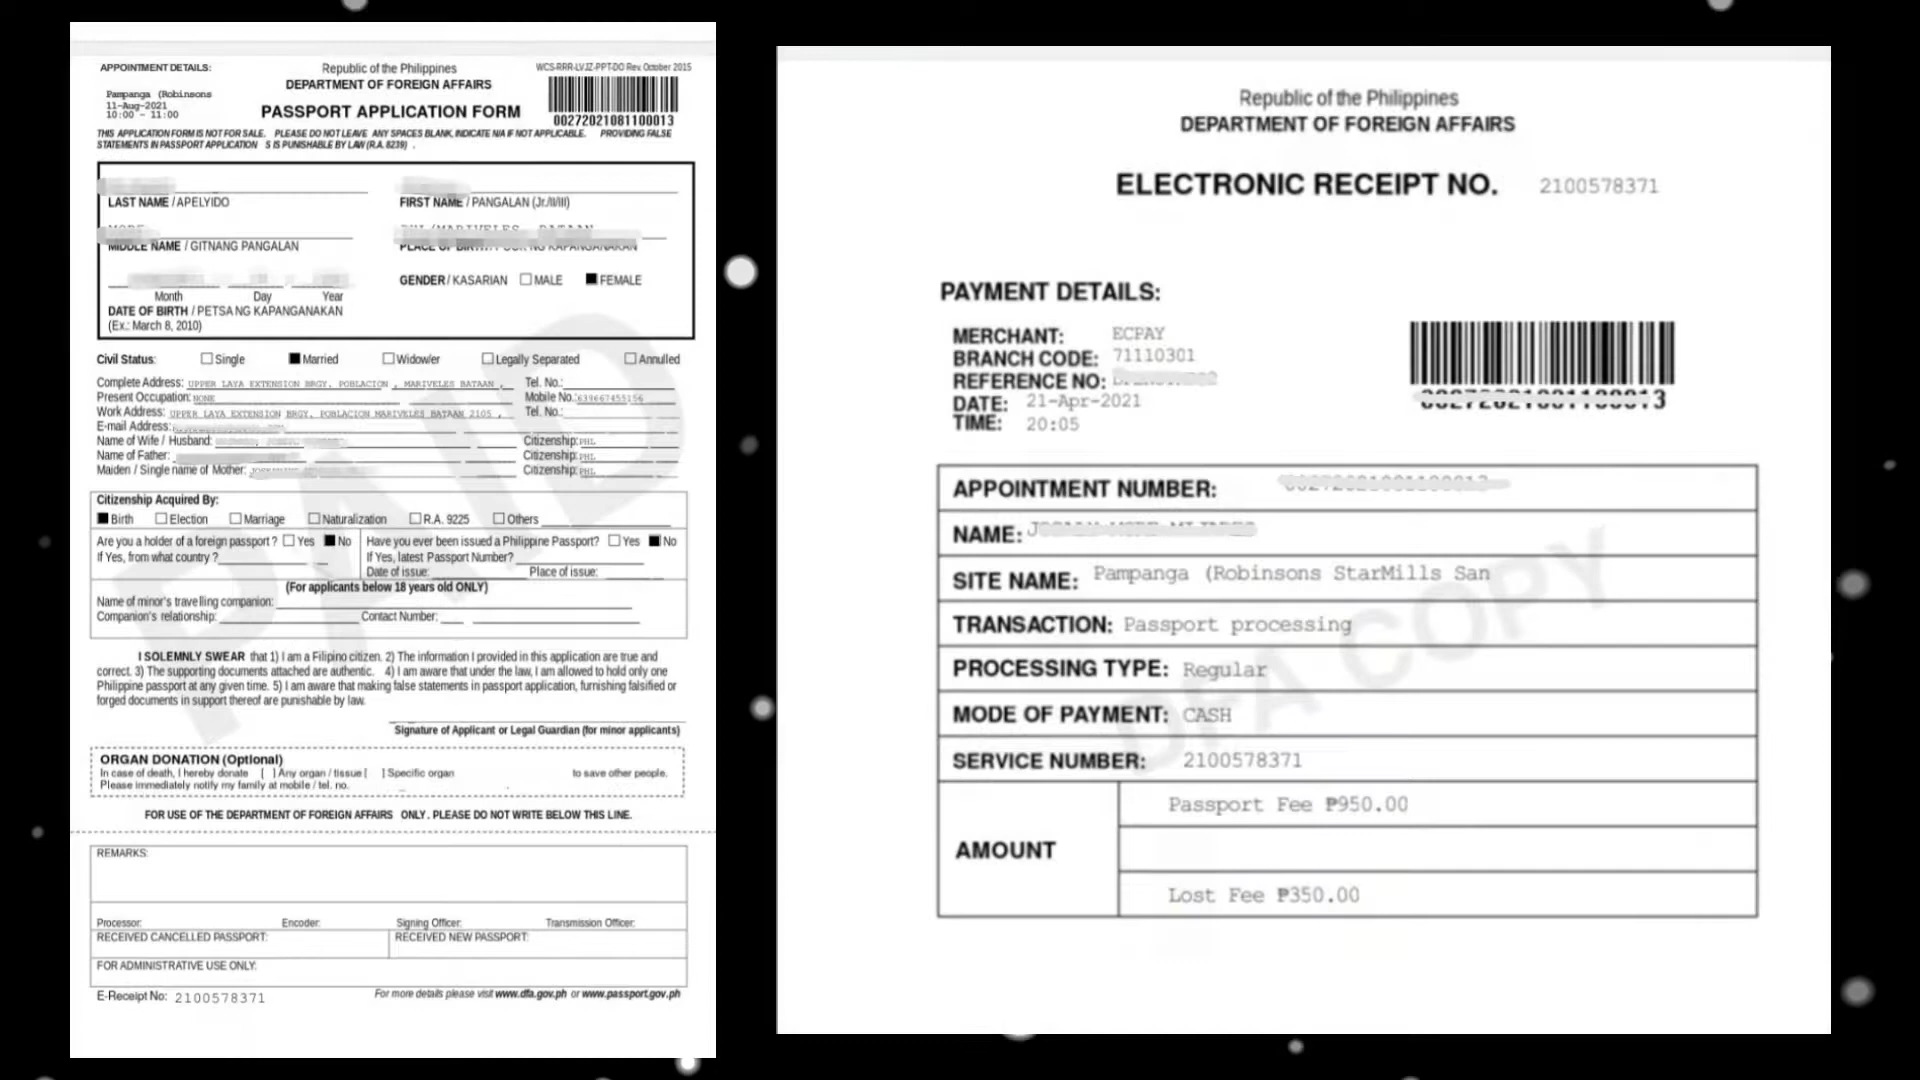 APPOINTMENT DETAILS:
Pampanga (Robinsons
11-Aug-2021
10:00 - 11:00
Republic of the Philippines
DEPARTMENT OF FOREIGN AFFAIRS
PASSPORT APPLICATION FORM
WCS-RRR-LVJZ-PPT-DO Rev. October 2015
00272021081100013
THIS APPLICATION FORM IS NOT FOR SALE. PLEASE DO NOT LEAVE ANY SPACES BLANK, INDICATE N/A IF NOT APPLICABLE. PROVIDING FALSE
STATEMENTS IN PASSPORT APPLICATION S IS PUNISHABLE BY LAW (R.A. 8239) .
LAST NAME / APELYIDO
FIRST NAME / PANGALAN (Jr./II/III)
MIDDLE NAME / GITNANG PANGALAN
PLACE OF BIRTH
GENDER / KASARIAN MALE FEMALE
Month Day Year
DATE OF BIRTH / PETSA NG KAPANGANAKAN
(Ex.: March 8, 2010)
Civil Status: Single Married Widow/er Legally Separated Annulled
Complete Address: UPPER LAYA EXTENSION BRGY. POBLACION , MARIVELES BATAAN , Tel. No.:
Present Occupation: NONE Mobile No.: 639667455156
Work Address: UPPER LAYA EXTENSION BRGY. POBLACION MARIVELES BATAAN 2105 , Tel. No.:
E-mail Address:
Name of Wife / Husband: Citizenship: PHL
Name of Father: Citizenship: PHL
Maiden / Single name of Mother: Citizenship: PHL
Citizenship Acquired By:
Birth Election Marriage Naturalization R.A. 9225 Others
Are you a holder of a foreign passport ? Yes No
If Yes, from what country ?
Have you ever been issued a Philippine Passport? Yes No
If Yes, latest Passport Number?
Date of issue: Place of issue:
(For applicants below 18 years old ONLY)
Name of minor's travelling companion:
Companion's relationship: Contact Number:
I SOLEMNLY SWEAR that 1) I am a Filipino citizen. 2) The information I provided in this application are true and
correct. 3) The supporting documents attached are authentic. 4) I am aware that under the law, I am allowed to hold only one
Philippine passport at any given time. 5) I am aware that making false statements in passport application, furnishing falsified or
forged documents in support thereof are punishable by law.
Signature of Applicant or Legal Guardian (for minor applicants)
ORGAN DONATION (Optional)
In case of death, I hereby donate [ ] Any organ / tissue [ ] Specific organ to save other people.
Please immediately notify my family at mobile / tel. no.
FOR USE OF THE DEPARTMENT OF FOREIGN AFFAIRS ONLY. PLEASE DO NOT WRITE BELOW THIS LINE.
REMARKS:
Processor: Encoder: Signing Officer: Transmission Officer:
RECEIVED CANCELLED PASSPORT: RECEIVED NEW PASSPORT:
FOR ADMINISTRATIVE USE ONLY:
E-Receipt No: 2100578371
For more details please visit www.dfa.gov.ph or www.passport.gov.ph
PAID
Republic of the Philippines
DEPARTMENT OF FOREIGN AFFAIRS
ELECTRONIC RECEIPT NO. 2100578371
PAYMENT DETAILS:
MERCHANT: ECPAY
BRANCH CODE: 71110301
REFERENCE NO:
DATE: 21-Apr-2021
TIME: 20:05
APPOINTMENT NUMBER:
NAME:
SITE NAME: Pampanga (Robinsons StarMills San
TRANSACTION: Passport processing
PROCESSING TYPE: Regular
MODE OF PAYMENT: CASH
SERVICE NUMBER: 2100578371
AMOUNT
Passport Fee ₱950.00
Lost Fee ₱350.00
DFA COPY